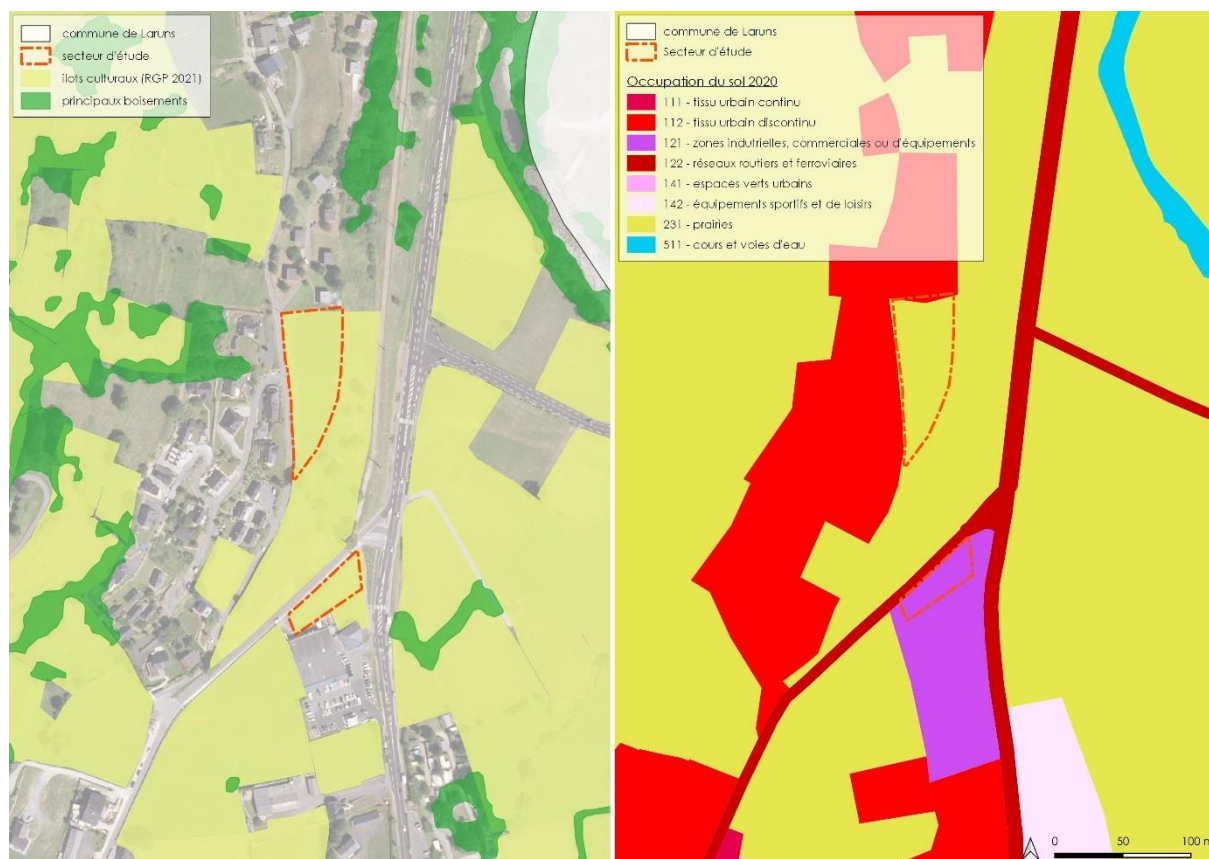 commune de Laruns
secteur d'étude
îlots culturaux (RGP 2021)
principaux boisements
commune de Laruns
Secteur d'étude
Occupation du sol 2020
111 - tissu urbain continu
112 - tissu urbain discontinu
121 - zones indutrielles, commerciales ou d'équipements
122 - réseaux routiers et ferroviaires
141 - espaces verts urbains
142 - équipements sportifs et de loisirs
231 - prairies
511 - cours et voies d'eau
0 50 100 m